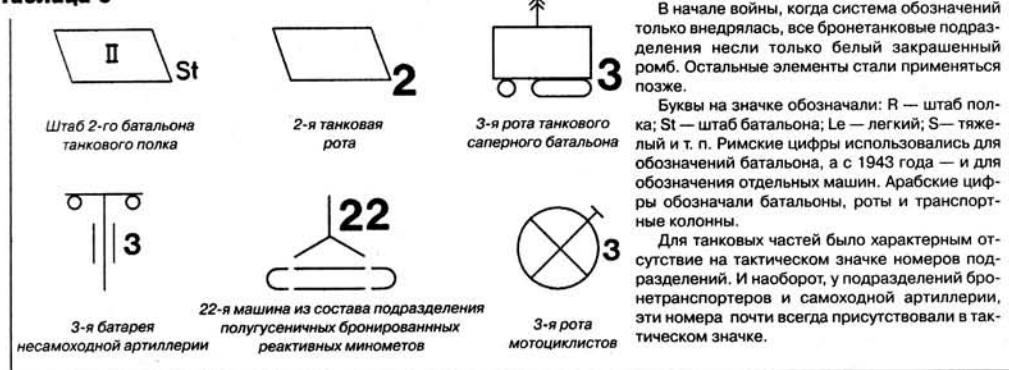 II
St
Штаб 2-го батальона
танкового полка
2
2-я танковая
рота
3
3-я рота танкового
саперного батальона
3
3-я батарея
несамоходной артиллерии
22
22-я машина из состава подразделения
полугусеничных бронированнных
реактивных минометов
3
3-я рота
мотоциклистов
В начале войны, когда система обозначений
только внедрялась, все бронетанковые подраз-
деления несли только белый закрашенный
ромб. Остальные элементы стали применяться
позже.
Буквы на значке обозначали: R — штаб пол-
ка; St — штаб батальона; Le — легкий; S— тяже-
лый и т. п. Римские цифры использовались для
обозначений батальона, а с 1943 года — и для
обозначения отдельных машин. Арабские циф-
ры обозначали батальоны, роты и транспорт-
ные колонны.
Для танковых частей было характерным от-
сутствие на тактическом значке номеров под-
разделений. И наоборот, у подразделений бро-
нетранспортеров и самоходной артиллерии,
эти номера почти всегда присутствовали в так-
тическом значке.